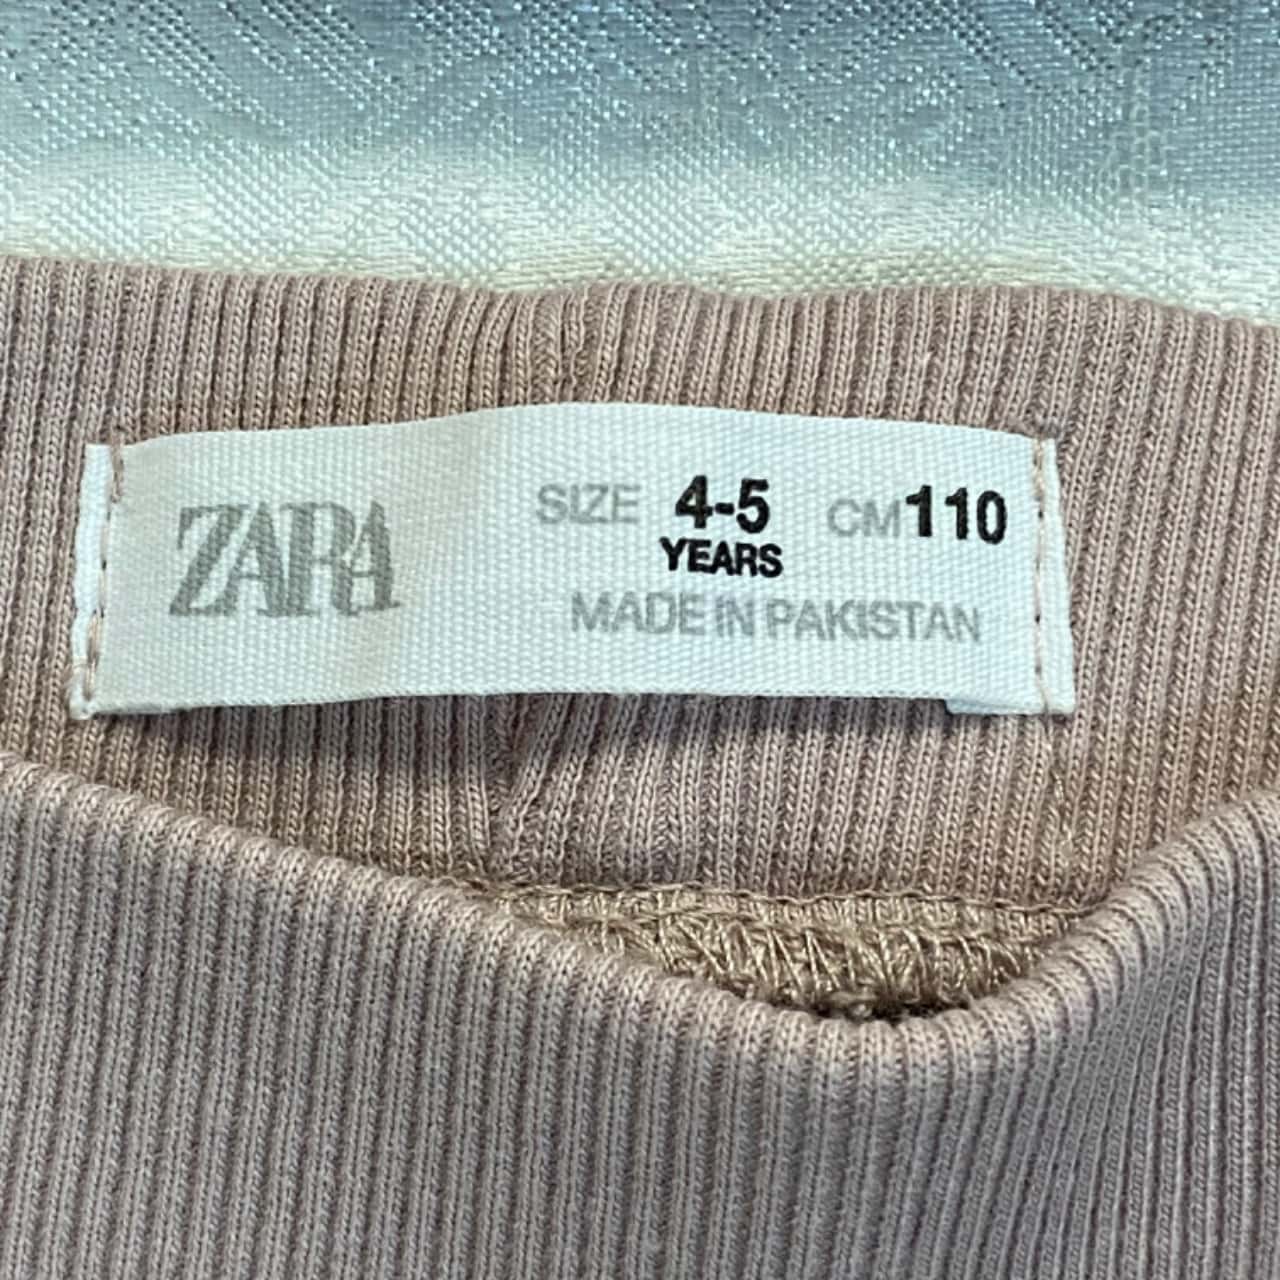 ZARA
SIZE 4-5 CM 110
YEARS
MADE IN PAKISTAN